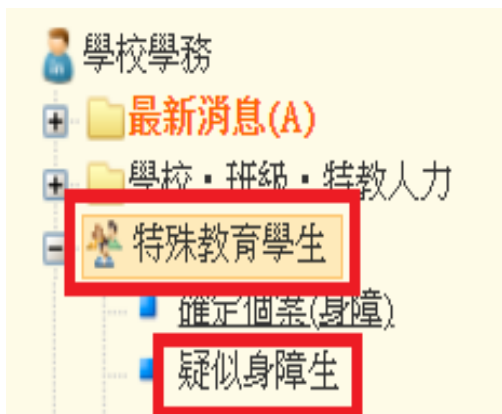 學校學務
最新消息(A)
學校・班級・特教人力
特殊教育學生
確定個案(身障)
疑似身障生